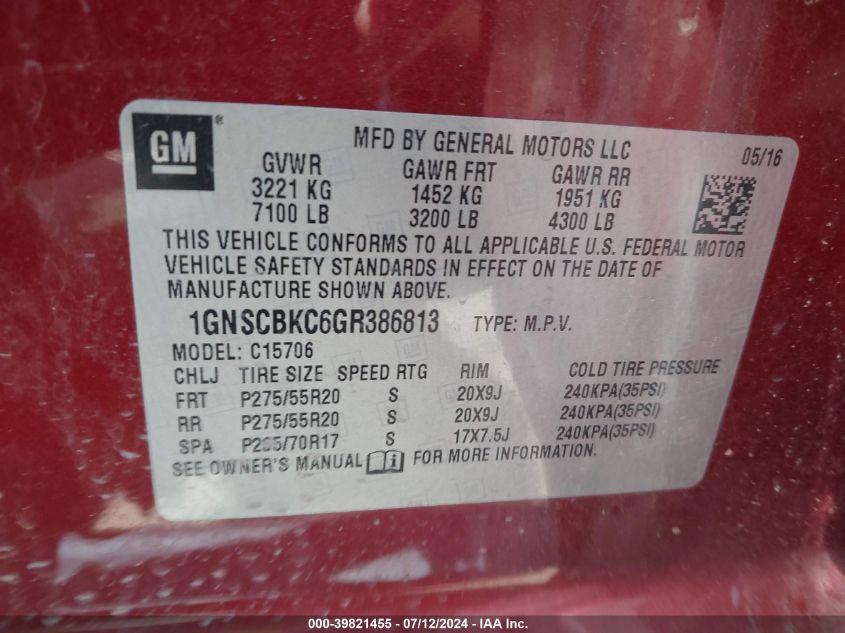 GM ®
MFD BY GENERAL MOTORS LLC 05/16
GVWR GAWR FRT GAWR RR
3221 KG 1452 KG 1951 KG
7100 LB 3200 LB 4300 LB
THIS VEHICLE CONFORMS TO ALL APPLICABLE U.S. FEDERAL MOTOR
VEHICLE SAFETY STANDARDS IN EFFECT ON THE DATE OF
MANUFACTURE SHOWN ABOVE.
1GNSCBKC6GR386813 TYPE: M.P.V.
MODEL: C15706
CHLJ TIRE SIZE SPEED RTG RIM COLD TIRE PRESSURE
FRT P275/55R20 S 20X9J 240KPA(35PSI)
RR P275/55R20 S 20X9J 240KPA(35PSI)
SPA S 17X7.5J 240KPA(35PSI)
SEE OWNER'S MANUAL FOR MORE INFORMATION.
000-39821455 - 07/12/2024 - IAA Inc.